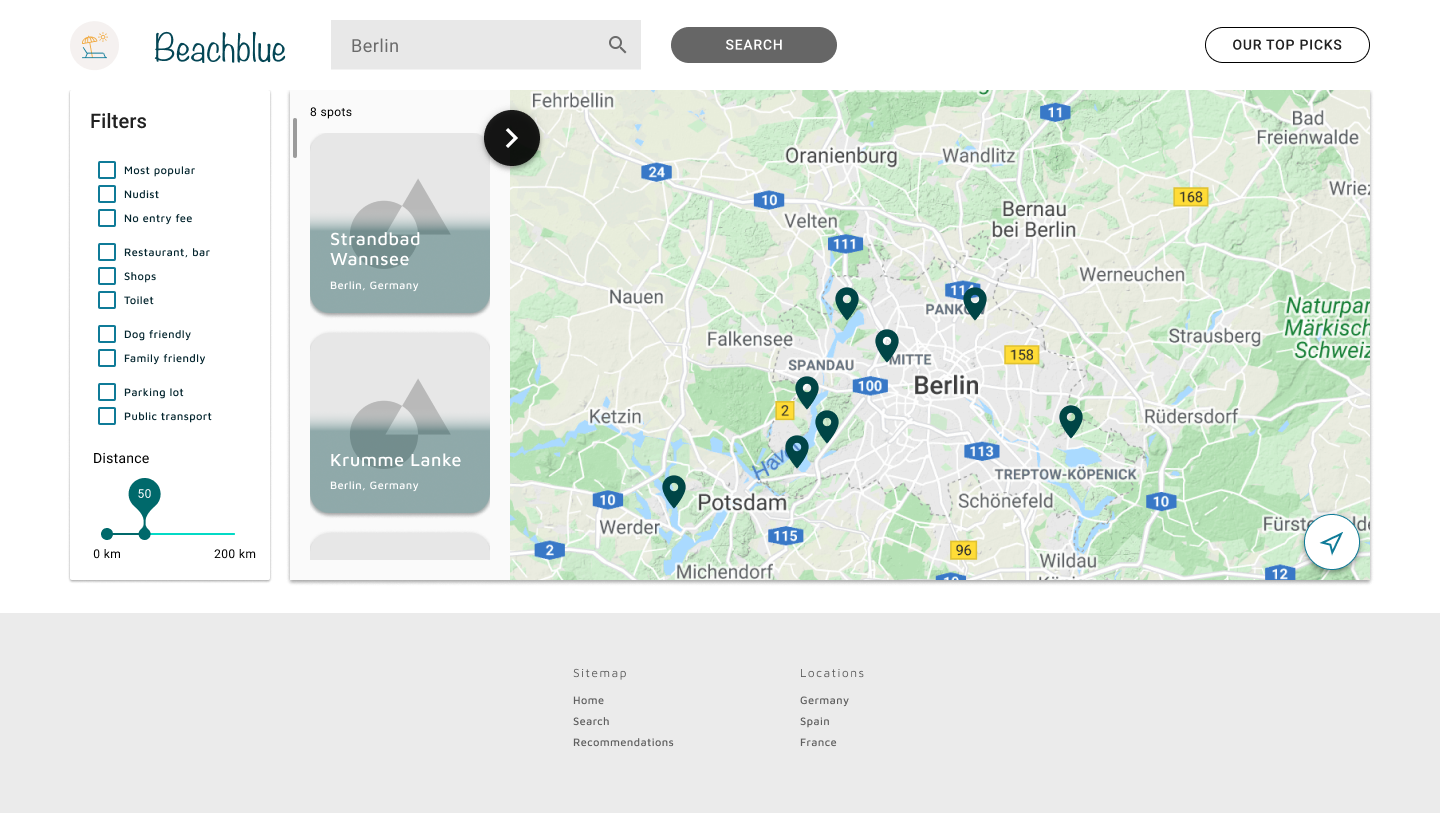 Beachblue
Berlin
SEARCH
OUR TOP PICKS
Filters
Most popular
Nudist
No entry fee
Restaurant, bar
Shops
Toilet
Dog friendly
Family friendly
Parking lot
Public transport
Distance
50
0 km
200 km
8 spots
Strandbad
Wannsee
Berlin, Germany
Krumme Lanke
Berlin, Germany
Fehrbellin
11
Bad
Freienwalde
Oranienburg
Wandlitz
24
10
168
Wriez
Velten
Bernau
bei Berlin
111
Werneuchen
Nauen
114
PANKOW
Naturpar
Märkisch
Schweiz
Falkensee
Strausberg
SPANDAU
MITTE
158
100
Berlin
2
Ketzin
Rüdersdorf
Havel
113
TREPTOW-KÖPENICK
10
Potsdam
Schönefeld
10
Werder
115
2
96
Wildau
Michendorf
12
Sitemap
Home
Search
Recommendations
Locations
Germany
Spain
France